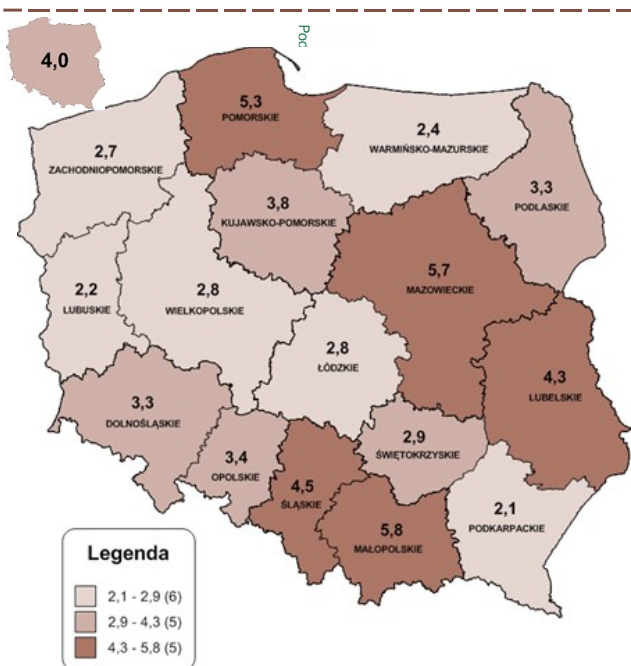 Poc
4,0
5,3
POMORSKIE
2,4
WARMIŃSKO-MAZURSKIE
2,7
ZACHODNIOPOMORSKIE
3,3
PODLASKIE
3,8
KUJAWSKO-POMORSKIE
5,7
MAZOWIECKIE
2,2
LUBUSKIE
2,8
WIELKOPOLSKIE
2,8
ŁÓDZKIE
4,3
LUBELSKIE
3,3
DOLNOŚLĄSKIE
2,9
ŚWIĘTOKRZYSKIE
3,4
OPOLSKIE
4,5
ŚLĄSKIE
5,8
MAŁOPOLSKIE
2,1
PODKARPACKIE
Legenda
2,1 - 2,9 (6)
2,9 - 4,3 (5)
4,3 - 5,8 (5)